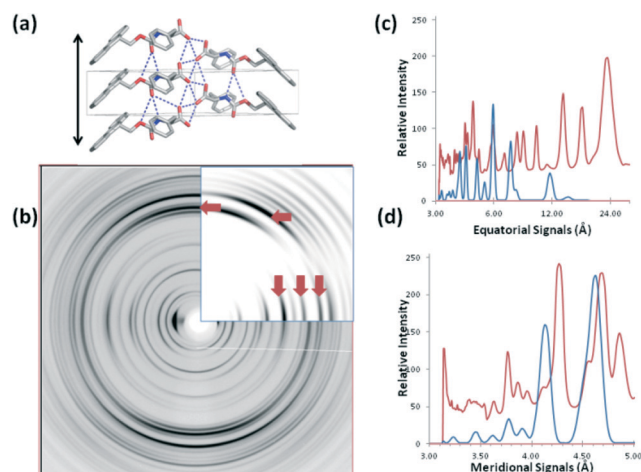 (a)
(b)
(c)
Relative Intensity
250
200
150
100
50
0
3.00
6.00
12.00
24.00
Equatorial Signals (Å)
(d)
Relative Intensity
250
200
150
100
50
0
3.00
3.50
4.00
4.50
5.00
Meridional Signals (Å)